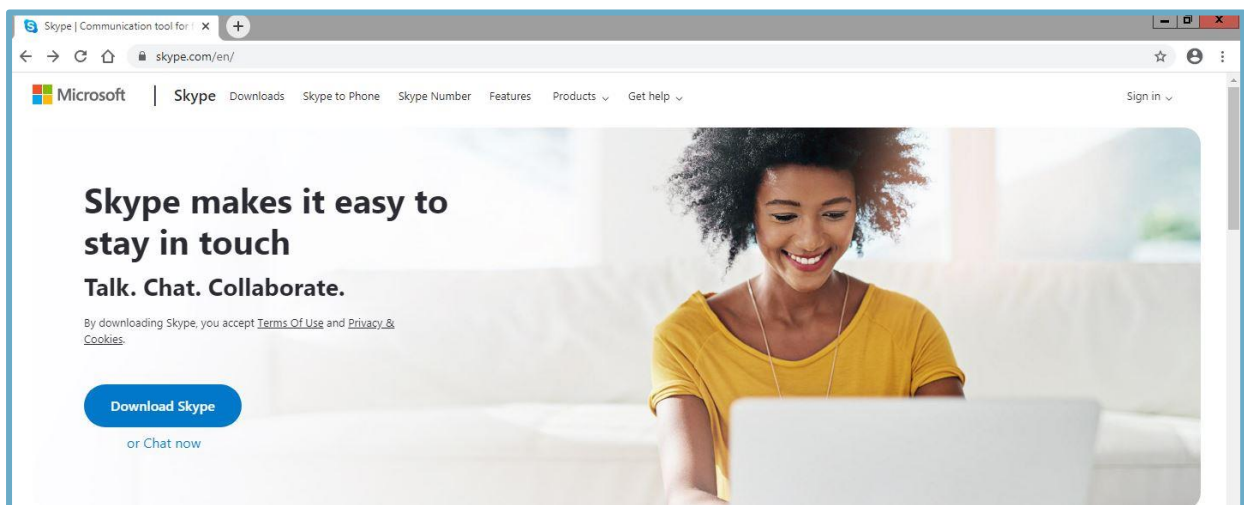 Skype | Communication tool for f
skype.com/en/
Microsoft Skype Downloads Skype to Phone Skype Number Features Products Get help Sign in
Skype makes it easy to
stay in touch
Talk. Chat. Collaborate.
By downloading Skype, you accept Terms Of Use and Privacy &
Cookies.
Download Skype
or Chat now